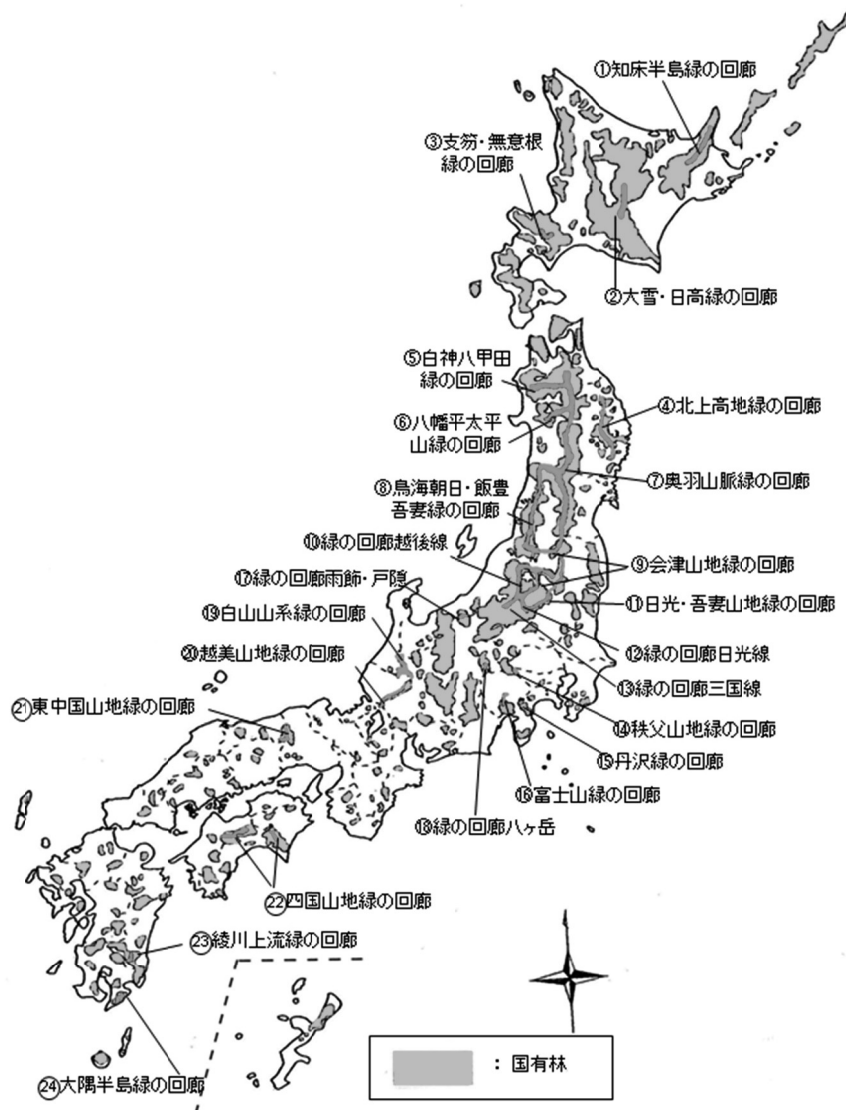 ①知床半島緑の回廊
③支笏・無意根
緑の回廊
②大雪・日高緑の回廊
⑤白神八甲田
緑の回廊
④北上高地緑の回廊
⑥八幡平太平
山緑の回廊
⑦奥羽山脈緑の回廊
⑧鳥海朝日・飯豊
吾妻緑の回廊
⑩緑の回廊越後線
⑨会津山地緑の回廊
⑰緑の回廊雨飾・戸隠
⑪日光・吾妻山地緑の回廊
⑲白山山系緑の回廊
⑫緑の回廊日光線
⑳越美山地緑の回廊
⑬緑の回廊三国線
㉑東中国山地緑の回廊
⑭秩父山地緑の回廊
⑮丹沢緑の回廊
⑯富士山緑の回廊
⑱緑の回廊八ヶ岳
㉒四国山地緑の回廊
㉓綾川上流緑の回廊
㉔大隅半島緑の回廊
：国有林